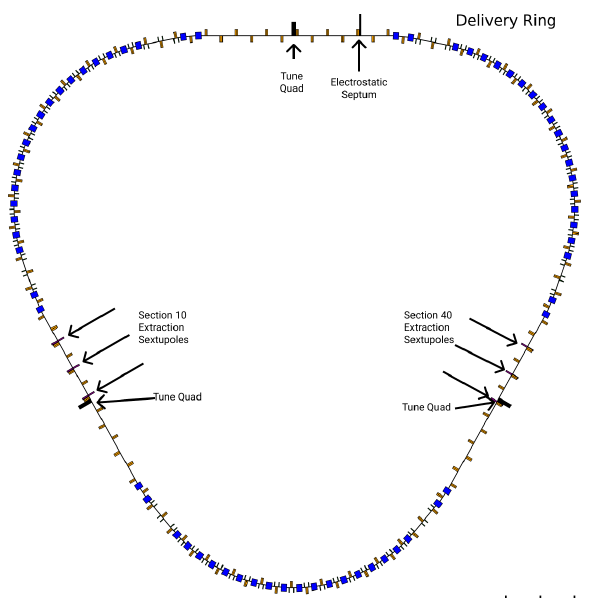 Delivery Ring
Tune
Quad
Electrostatic
Septum
Section 10
Extraction
Sextupoles
Section 40
Extraction
Sextupoles
Tune Quad
Tune Quad